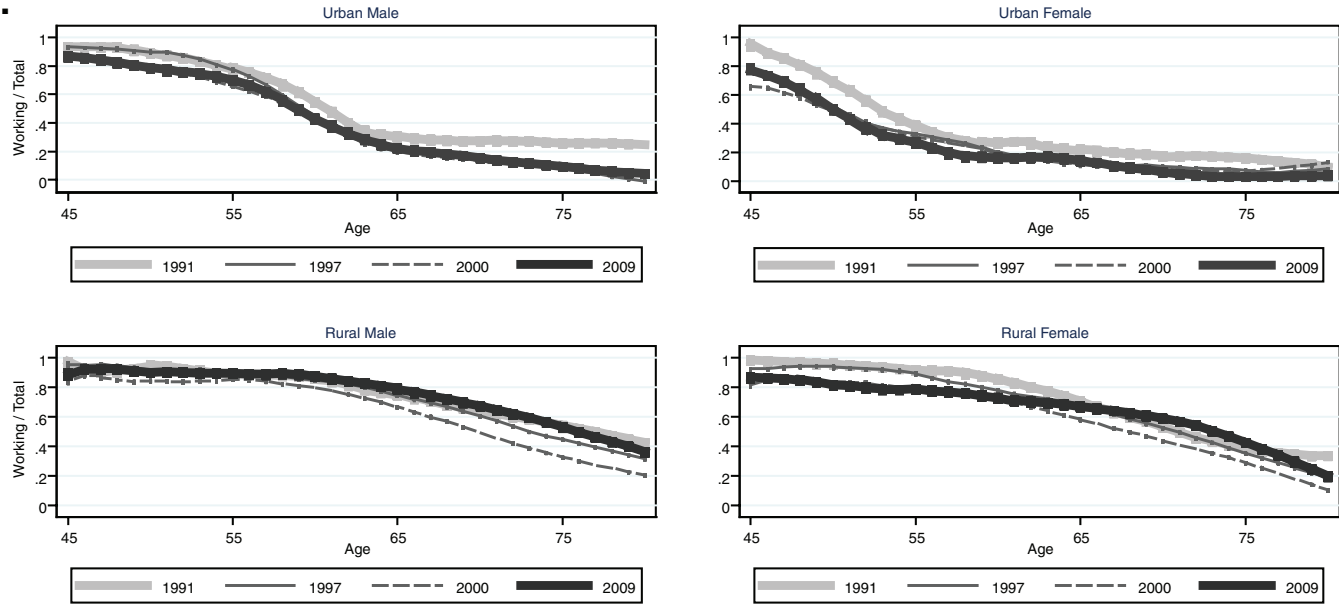 Urban Male
Working / Total
1
.8
.6
.4
.2
0
45 55 65 75
Age
1991 1997 2000 2009
Urban Female
1
.8
.6
.4
.2
0
45 55 65 75
Age
1991 1997 2000 2009
Rural Male
Working / Total
1
.8
.6
.4
.2
0
45 55 65 75
Age
1991 1997 2000 2009
Rural Female
1
.8
.6
.4
.2
0
45 55 65 75
Age
1991 1997 2000 2009